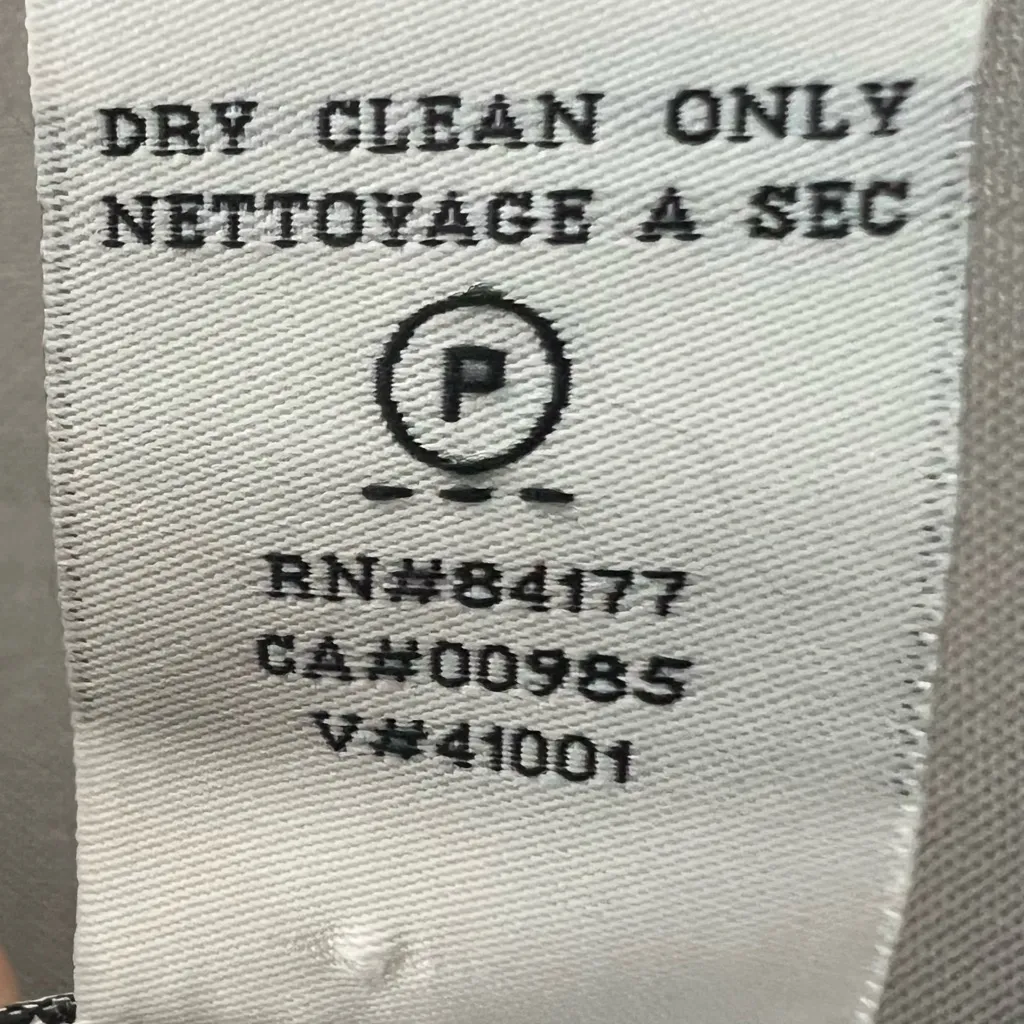 DRY CLEAN ONLY
NETTOYAGE A SEC
P
RN#84177
CA#00985
V#41001